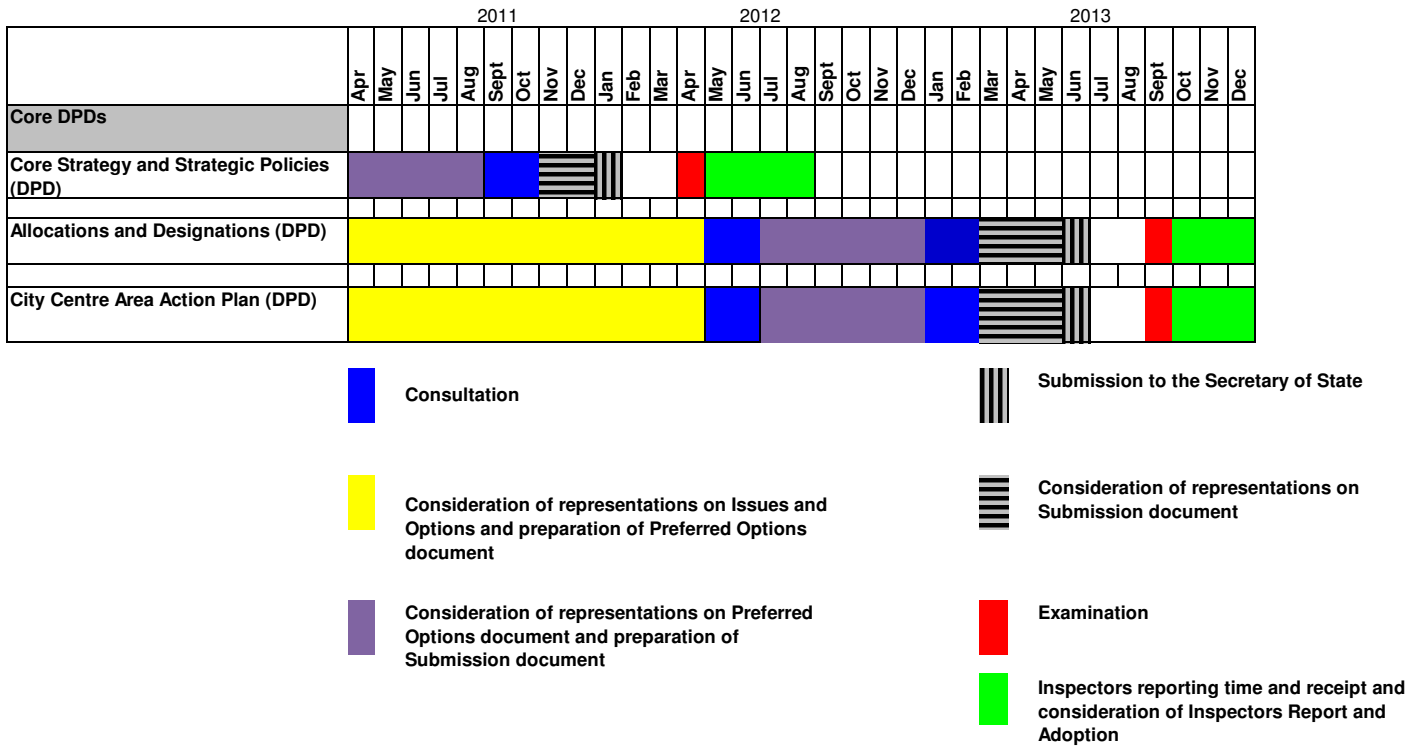 2011 2012 2013
Apr May Jun Jul Aug Sept Oct Nov Dec Jan Feb Mar Apr May Jun Jul Aug Sept Oct Nov Dec Jan Feb Mar Apr May Jun Jul Aug Sept Oct Nov Dec
Core DPDs
Core Strategy and Strategic Policies
(DPD)
Allocations and Designations (DPD)
City Centre Area Action Plan (DPD)
Consultation
Submission to the Secretary of State
Consideration of representations on Issues and
Options and preparation of Preferred Options
document
Consideration of representations on
Submission document
Consideration of representations on Preferred
Options document and preparation of
Submission document
Examination
Inspectors reporting time and receipt and
consideration of Inspectors Report and
Adoption